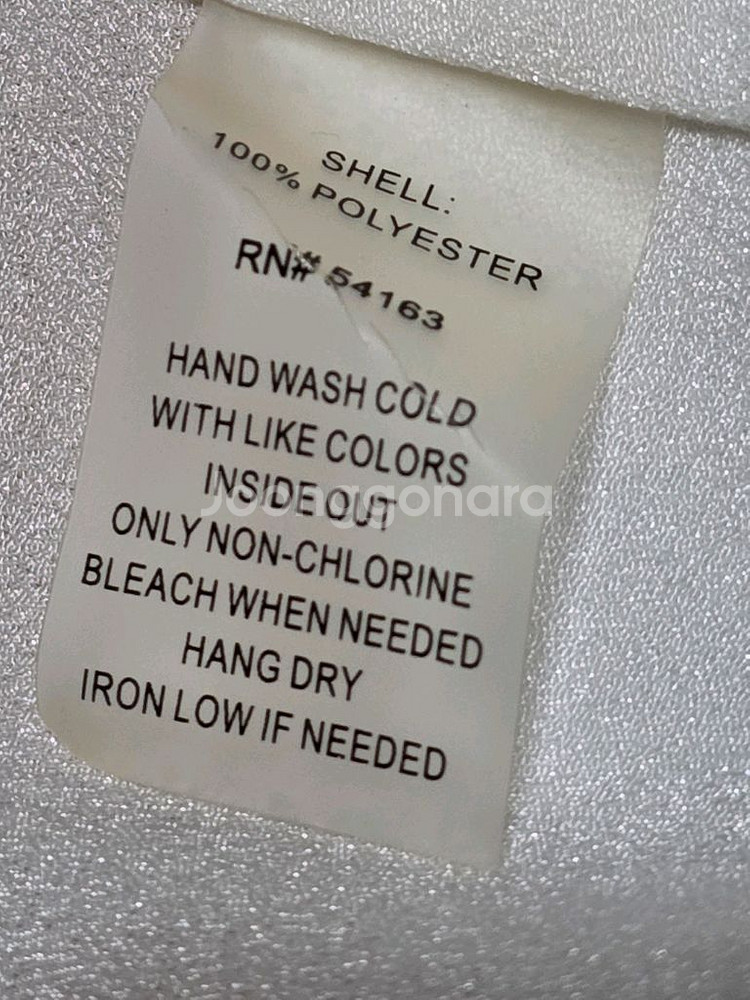 SHELL:
100% POLYESTER
RN# 54163
HAND WASH COLD
WITH LIKE COLORS
INSIDE OUT
Joonggonara
ONLY NON-CHLORINE
BLEACH WHEN NEEDED
HANG DRY
IRON LOW IF NEEDED